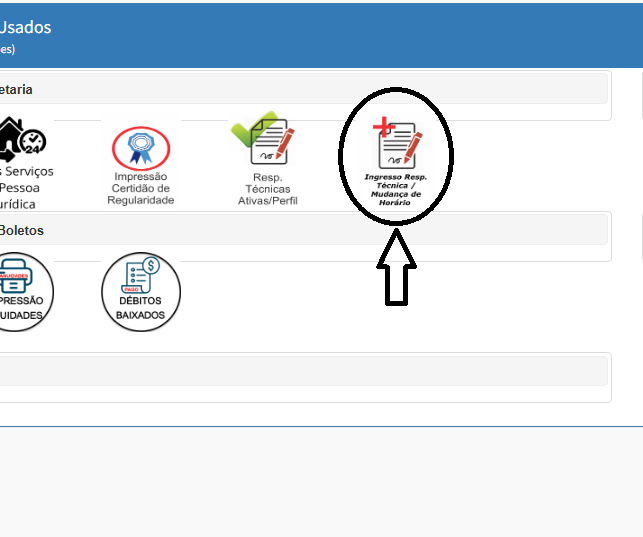 Usados
es)
etaria
24
s Serviços
Pessoa
urídica
Impressão
Certidão de
Regularidade
Resp.
Técnicas
Ativas/Perfil
Ingresso Resp.
Técnica /
Mudança de
Horário
Boletos
ANUIDADES
PRESSÃO
UIDADES
$
PAGO
DÉBITOS
BAIXADOS